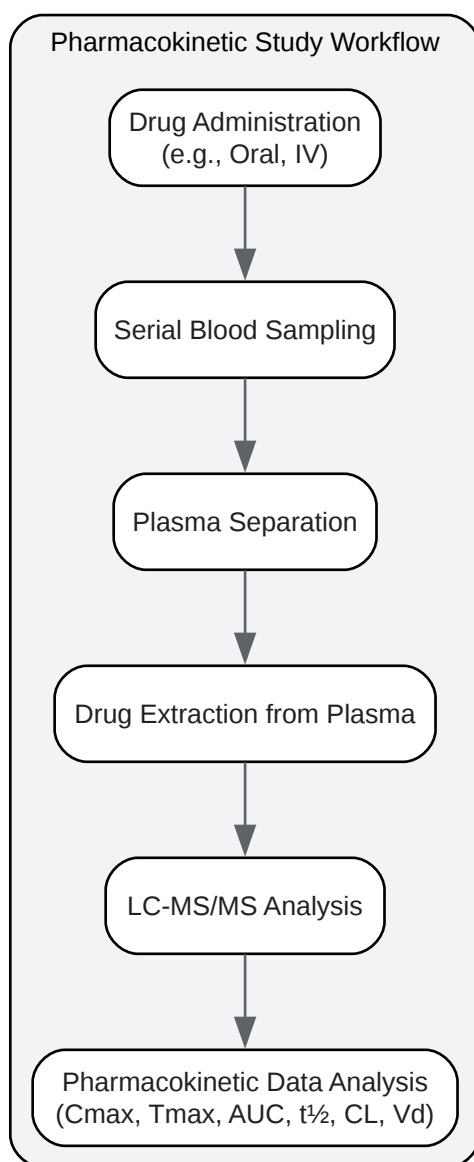 Pharmacokinetic Study Workflow
Drug Administration
(e.g., Oral, IV)
Serial Blood Sampling
Plasma Separation
Drug Extraction from Plasma
LC-MS/MS Analysis
Pharmacokinetic Data Analysis
(Cmax, Tmax, AUC, t½, CL, Vd)